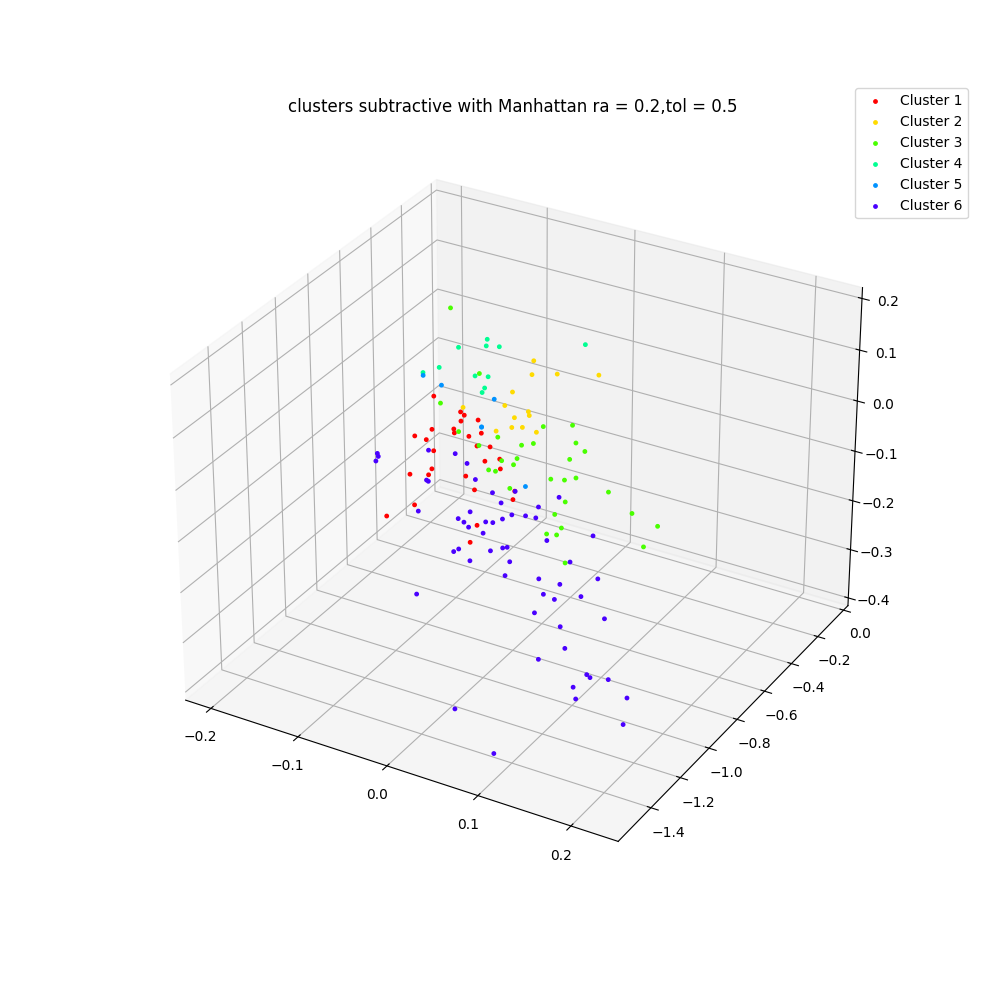 clusters subtractive with Manhattan ra = 0.2,tol = 0.5
Cluster 1
Cluster 2
Cluster 3
Cluster 4
Cluster 5
Cluster 6
0.2
0.1
0.0
−0.1
−0.2
−0.3
−0.4
0.0
−0.2
−0.4
−0.6
−0.8
−1.0
−1.2
−1.4
−0.2
−0.1
0.0
0.1
0.2